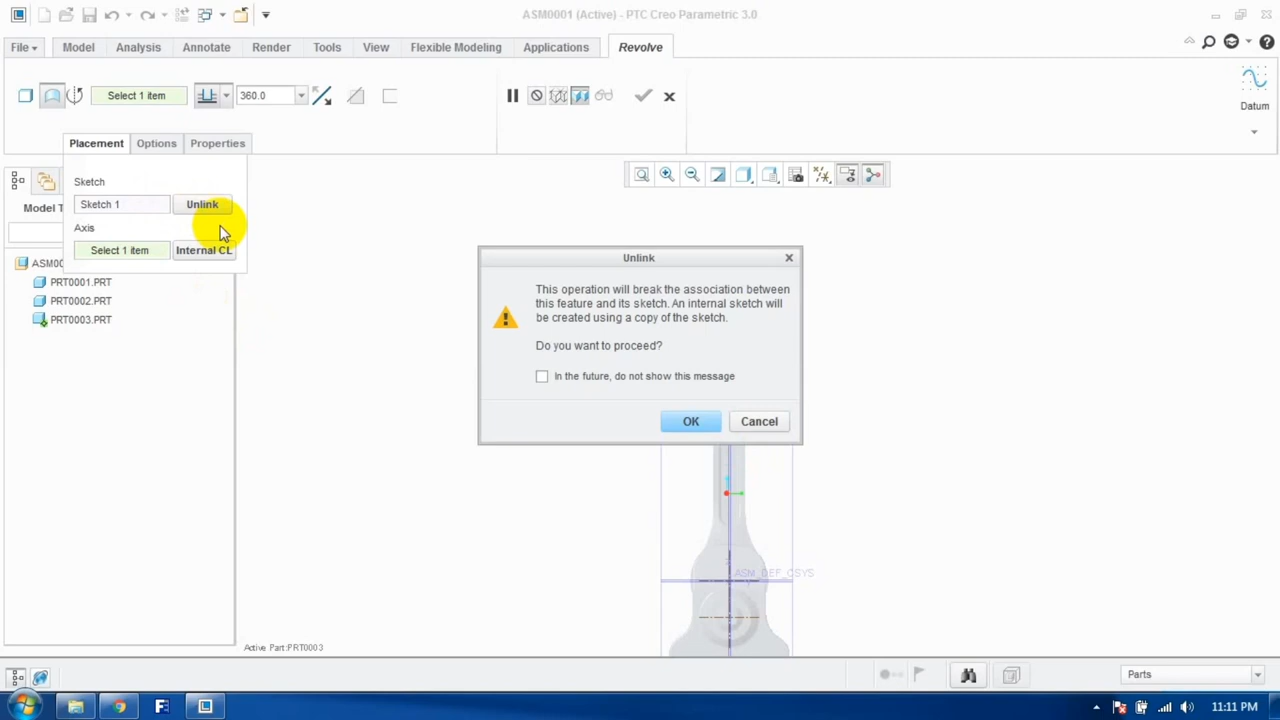 ASM0001 (Active) - PTC Creo Parametric 3.0
File Model Analysis Annotate Render Tools View Flexible Modeling Applications Revolve
Select 1 item 360.0
Datum
Placement Options Properties
Sketch
Sketch 1 Unlink
Axis
Select 1 item Internal CL
Model T
ASM00
PRT0001.PRT
PRT0002.PRT
PRT0003.PRT
Unlink
This operation will break the association between
this feature and its sketch. An internal sketch will
be created using a copy of the sketch.
Do you want to proceed?
In the future, do not show this message
OK Cancel
ASM_DEF_CSYS
Active Part:PRT0003
Parts
11:11 PM